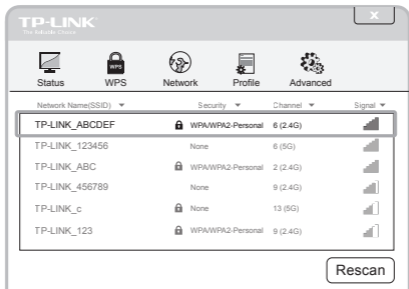 TP-LINK
The Reliable Choice
X
WPS
Status WPS Network Profile Advanced
Network Name(SSID) Security Channel Signal
TP-LINK_ABCDEF WPA/WPA2-Personal 6 (2.4G)
TP-LINK_123456 None 6 (5G)
TP-LINK_ABC WPA/WPA2-Personal 2 (2.4G)
TP-LINK_456789 None 9 (2.4G)
TP-LINK_c None 13 (5G)
TP-LINK_123 WPA/WPA2-Personal 9 (2.4G)
Rescan